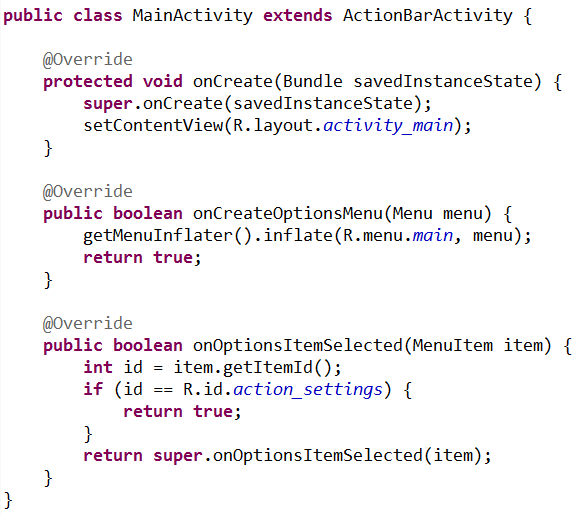 public class MainActivity extends ActionBarActivity {

    @Override
    protected void onCreate(Bundle savedInstanceState) {
        super.onCreate(savedInstanceState);
        setContentView(R.layout.activity_main);
    }

    @Override
    public boolean onCreateOptionsMenu(Menu menu) {
        getMenuInflater().inflate(R.menu.main, menu);
        return true;
    }

    @Override
    public boolean onOptionsItemSelected(MenuItem item) {
        int id = item.getItemId();
        if (id == R.id.action_settings) {
            return true;
        }
        return super.onOptionsItemSelected(item);
    }
}